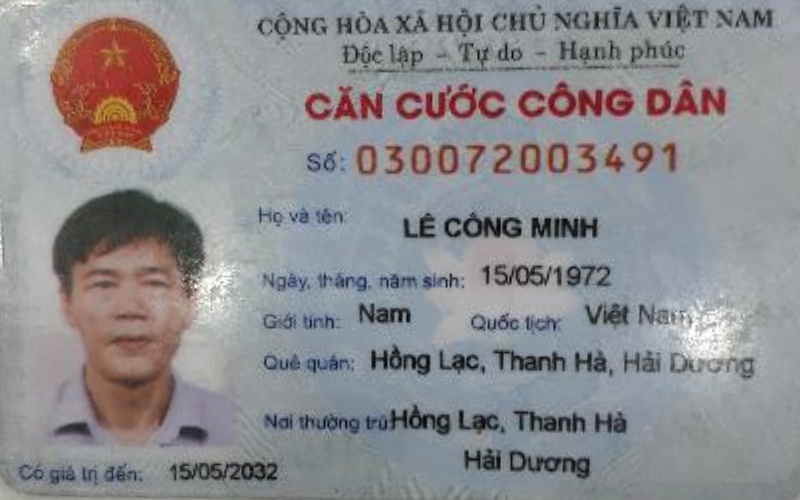 CỘNG HÒA XÃ HỘI CHỦ NGHĨA VIỆT NAM
Độc lập - Tự do - Hạnh phúc
CĂN CƯỚC CÔNG DÂN
Số: 030072003491
Họ và tên: LÊ CÔNG MINH
Ngày, tháng, năm sinh: 15/05/1972
Giới tính: Nam Quốc tịch: Việt Nam
Quê quán: Hồng Lạc, Thanh Hà, Hải Dương
Nơi thường trú: Hồng Lạc, Thanh Hà
Hải Dương
Có giá trị đến: 15/05/2032